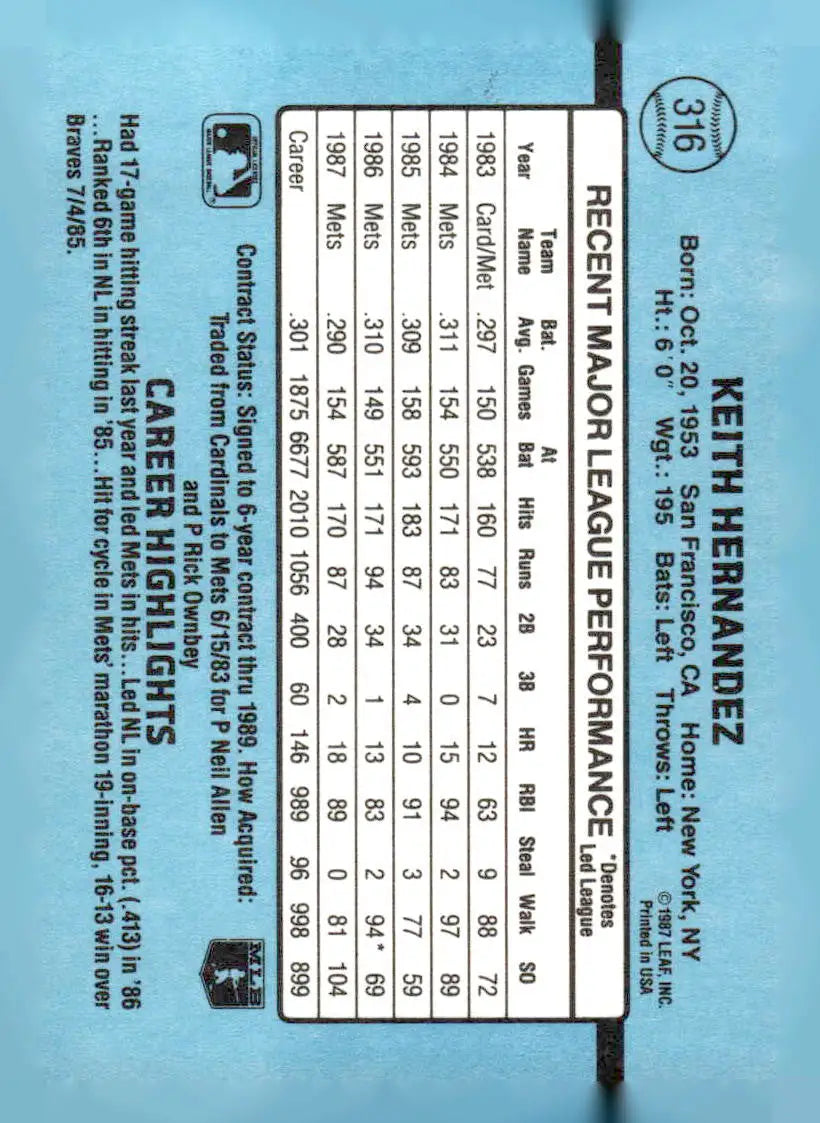 316
KEITH HERNANDEZ
Born: Oct. 20, 1953 San Francisco, CA Home: New York, NY
Ht.: 6'0" Wgt.: 195 Bats: Left Throws: Left
© 1987 LEAF, INC.
Printed in USA
RECENT MAJOR LEAGUE PERFORMANCE *Denotes Led League
Year Team Name Bat. Avg. Games At Bat Hits Runs 2B 3B HR RBI Steal Walk SO
1983 Card/Met .297 150 538 160 77 23 7 12 63 9 88 72
1984 Mets .311 154 550 171 83 31 0 15 94 2 97 89
1985 Mets .309 158 593 183 87 34 4 10 91 3 77 59
1986 Mets .310 149 551 171 94 34 1 13 83 2 94* 69
1987 Mets .290 154 587 170 87 28 2 18 89 0 81 104
Career .301 1875 6677 2010 1056 400 60 146 989 96 998 899
Contract Status: Signed to 6-year contract thru 1989. How Acquired:
Traded from Cardinals to Mets 6/15/83 for P Neil Allen
and P Rick Ownbey
MLB
CAREER HIGHLIGHTS
Had 17-game hitting streak last year and led Mets in hits...Led NL in on-base pct. (.413) in '86
...Ranked 6th in NL in hitting in '85...Hit for cycle in Mets' marathon 19-inning, 16-13 win over
Braves 7/4/85.